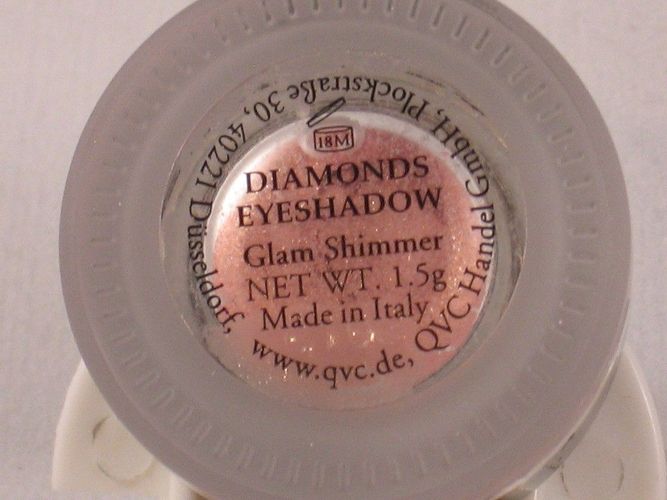 18M
DIAMONDS
EYESHADOW
Glam Shimmer
NET WT. 1.5g
Made in Italy
www.qvc.de, QVC Handel GmbH, Plockstraße 30, 40221 Düsseldorf,